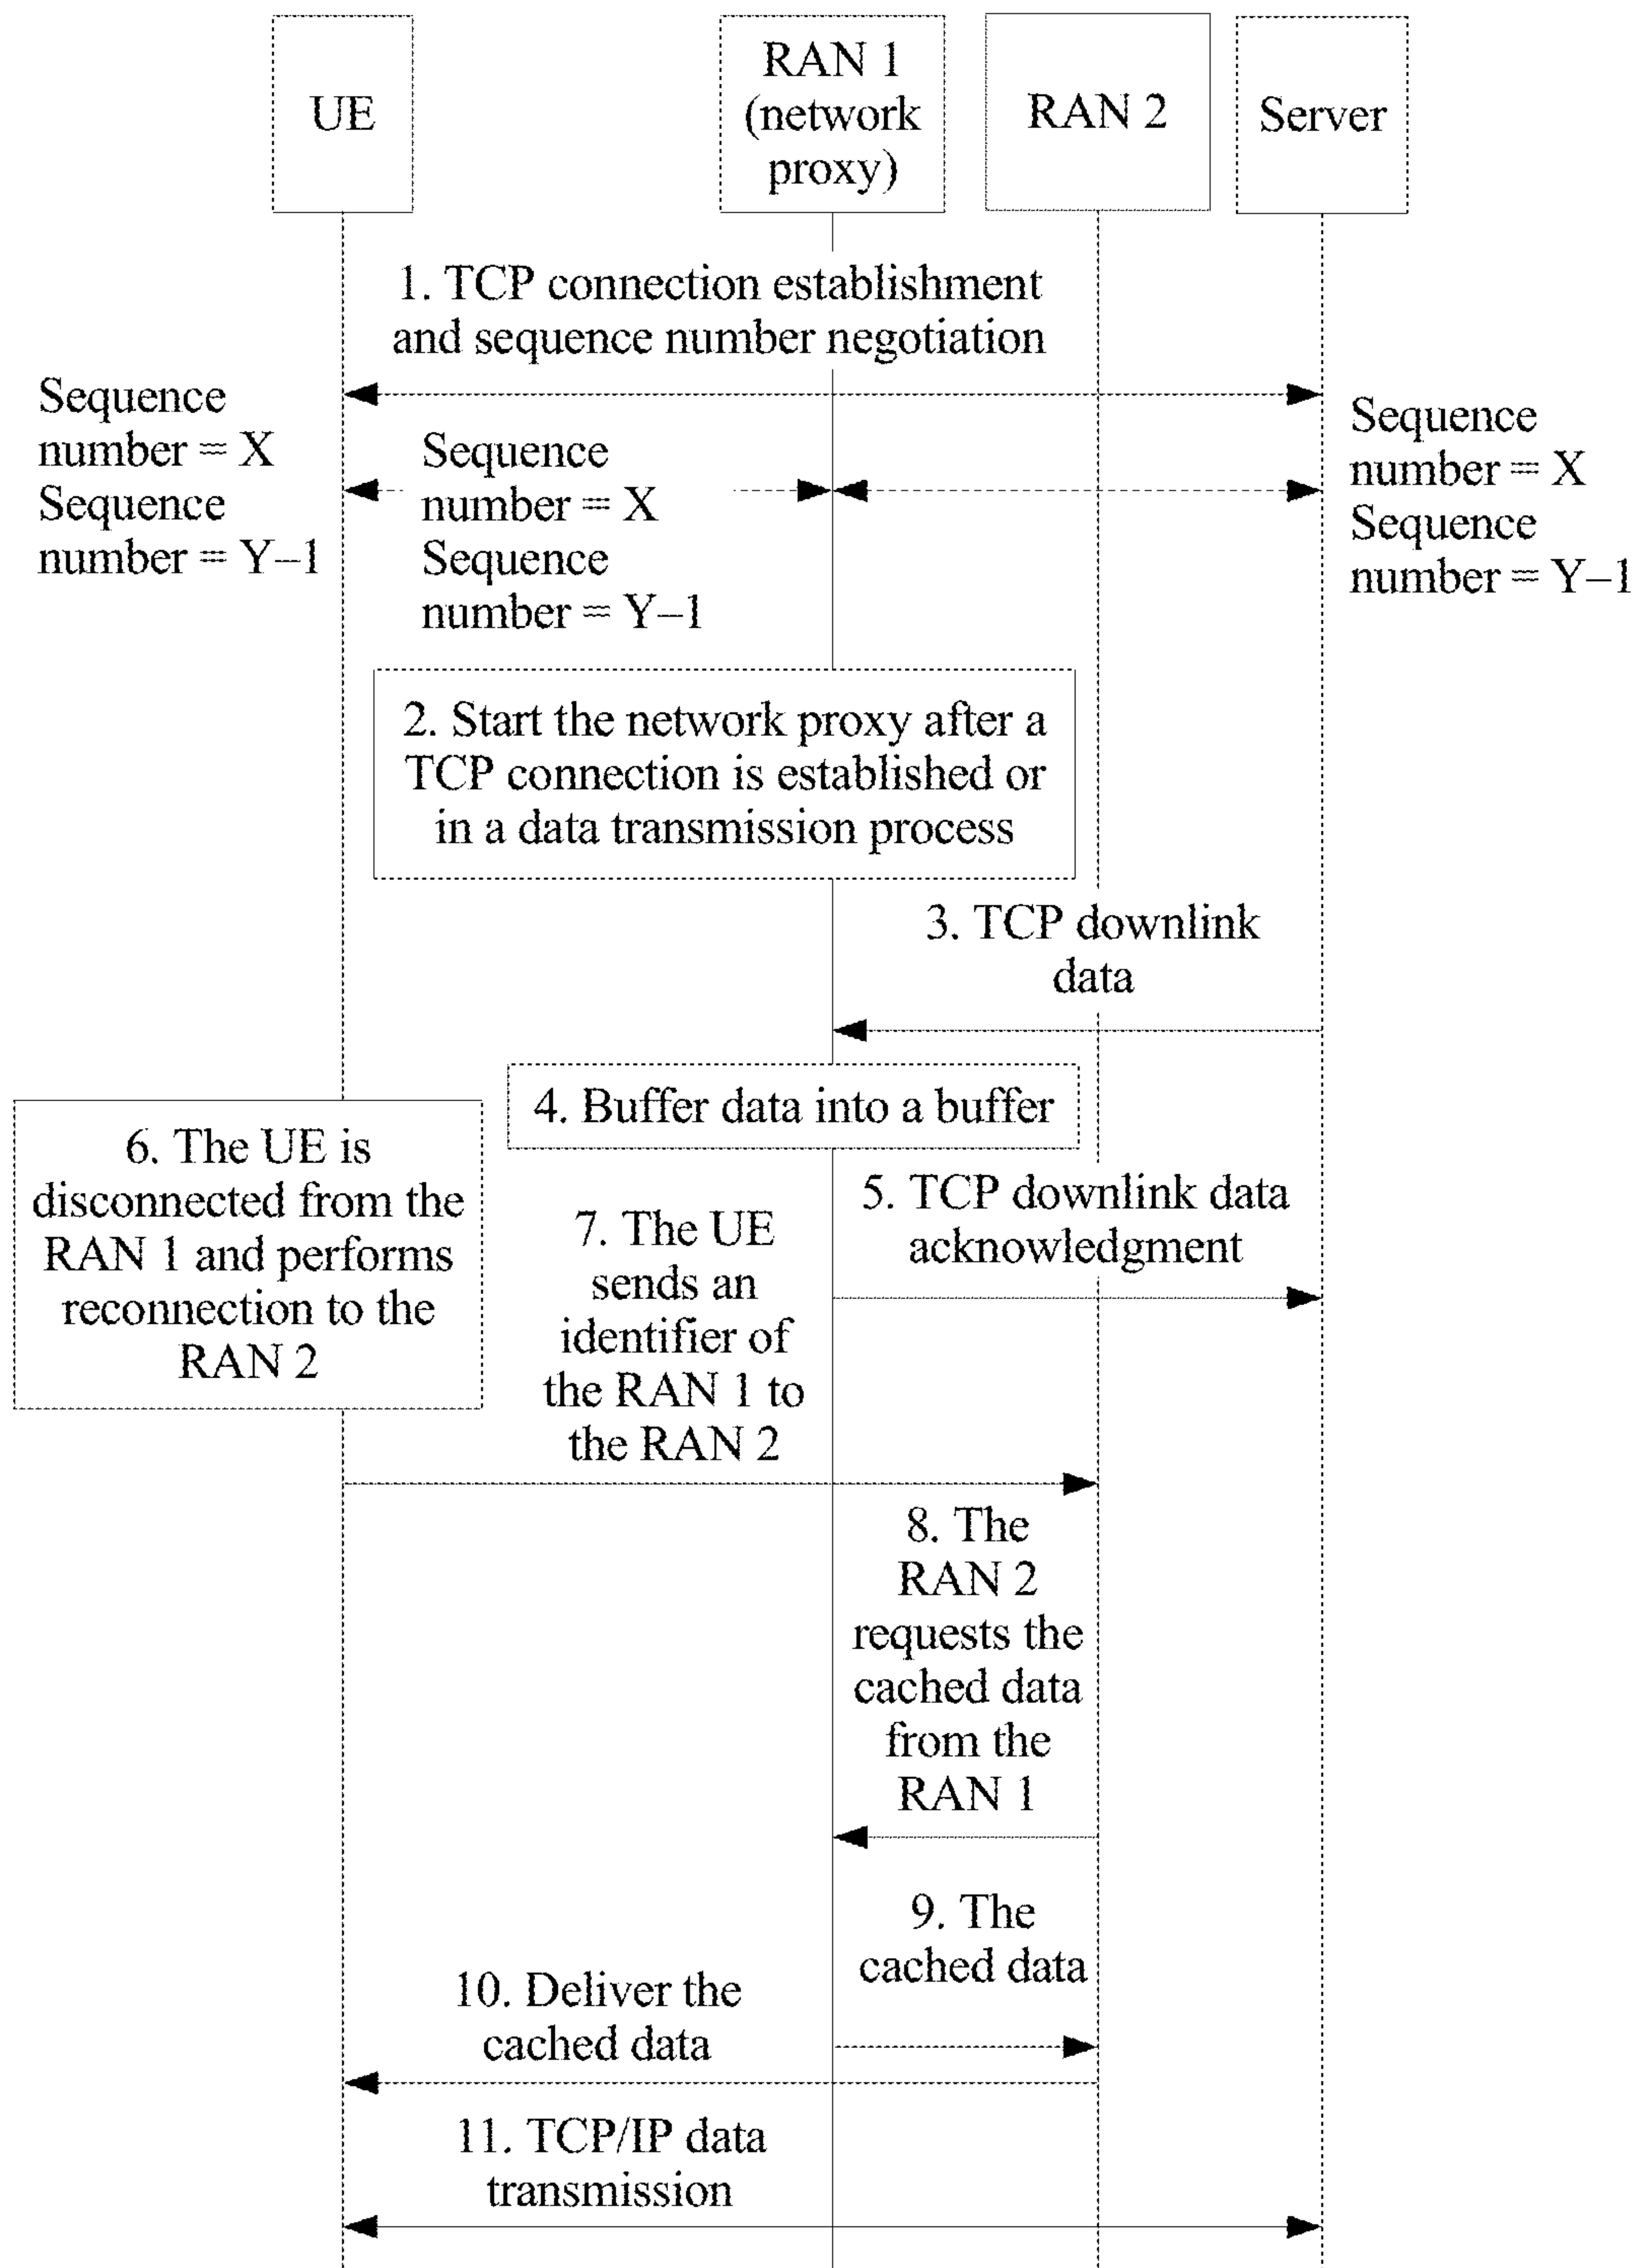 UE
RAN 1
(network
proxy)
RAN 2
Server
1. TCP connection establishment
and sequence number negotiation
Sequence
number = X
Sequence
number = Y–1
Sequence
number = X
Sequence
number = Y–1
Sequence
number = X
Sequence
number = Y–1
2. Start the network proxy after a
TCP connection is established or
in a data transmission process
3. TCP downlink
data
4. Buffer data into a buffer
5. TCP downlink data
acknowledgment
6. The UE is
disconnected from the
RAN 1 and performs
reconnection to the
RAN 2
7. The UE
sends an
identifier of
the RAN 1 to
the RAN 2
8. The
RAN 2
requests the
cached data
from the
RAN 1
9. The
cached data
10. Deliver the
cached data
11. TCP/IP data
transmission